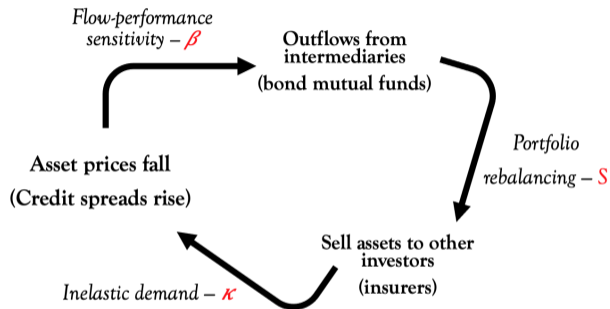 Flow-performance
sensitivity – β
Outflows from
intermediaries
(bond mutual funds)
Portfolio
rebalancing – S
Asset prices fall
(Credit spreads rise)
Sell assets to other
investors
(insurers)
Inelastic demand – κ